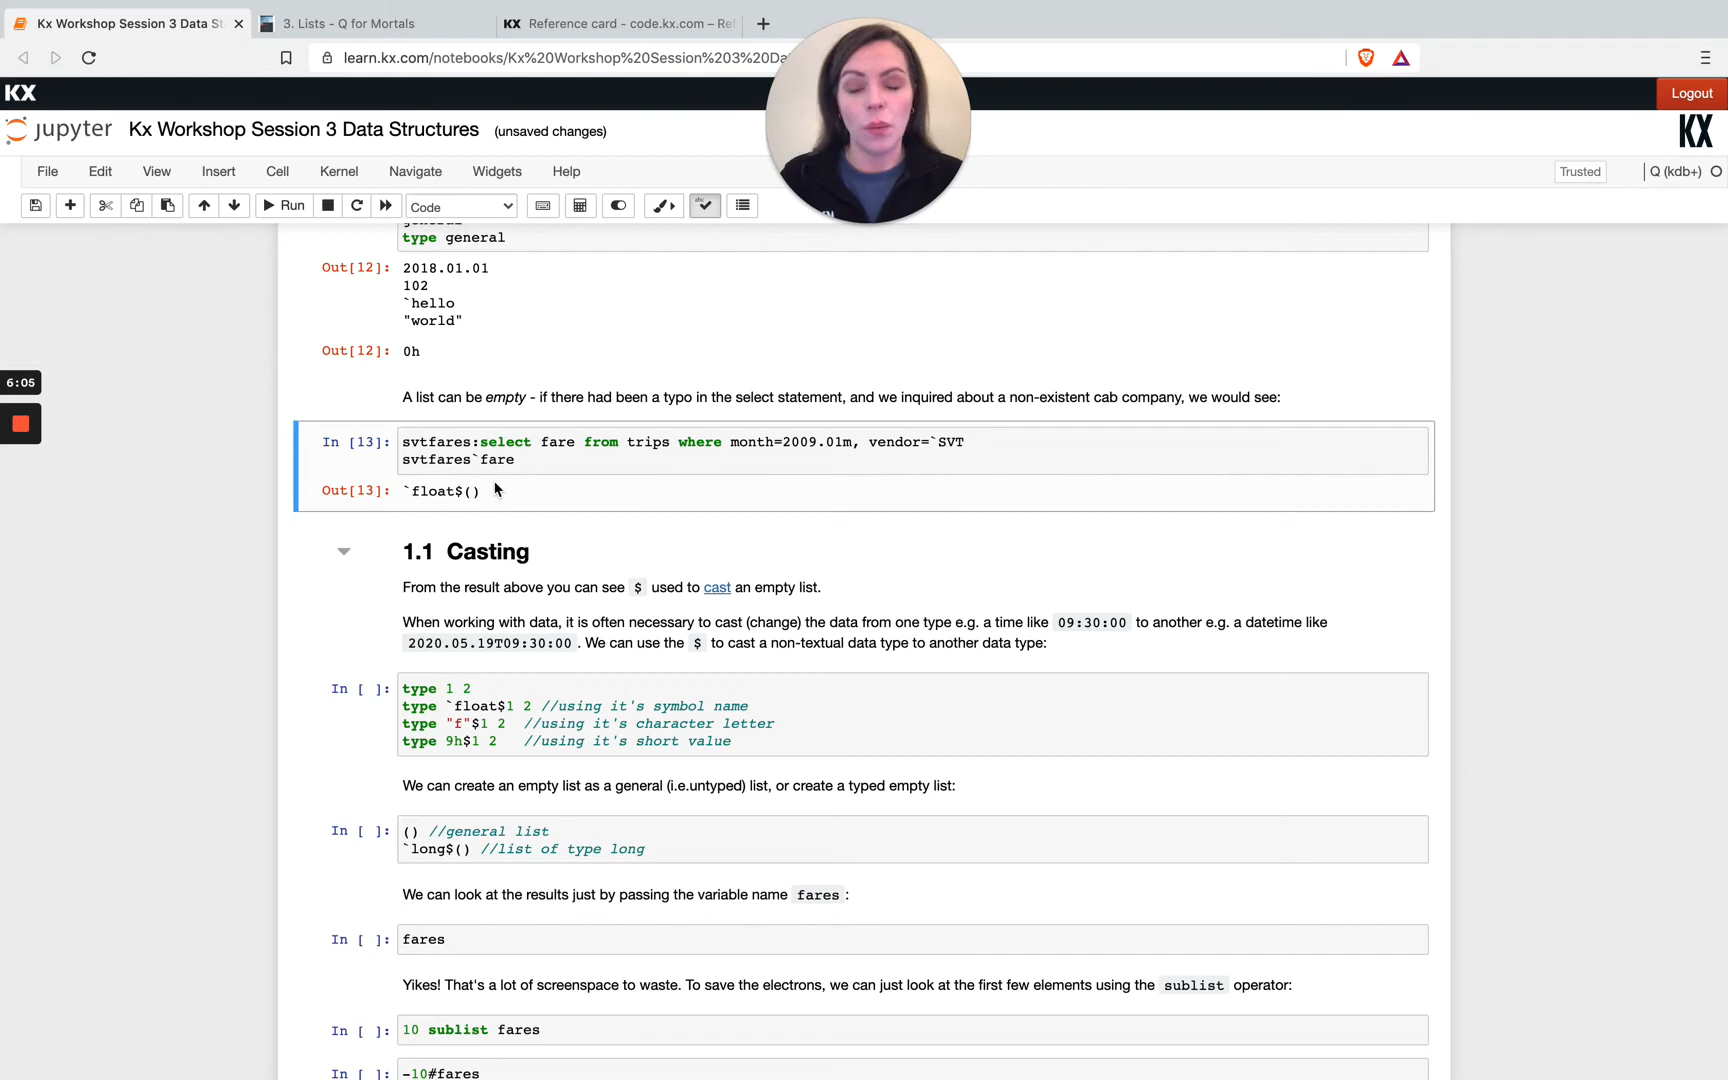 Kx Workshop Session 3 Data St
3. Lists - Q for Mortals
KX Reference card - code.kx.com – Ref
learn.kx.com/notebooks/Kx%20Workshop%20Session%203%20Da
KX
Logout
jupyter Kx Workshop Session 3 Data Structures (unsaved changes)
KX
File Edit View Insert Cell Kernel Navigate Widgets Help
Trusted
Q (kdb+)
Run
Code
general
type general
Out[12]: 2018.01.01
102
`hello
"world"
Out[12]: 0h
6:05
A list can be empty - if there had been a typo in the select statement, and we inquired about a non-existent cab company, we would see:
In [13]: svtfares:select fare from trips where month=2009.01m, vendor=`SVT
svtfares`fare
Out[13]: `float$()
1.1 Casting
From the result above you can see $ used to cast an empty list.
When working with data, it is often necessary to cast (change) the data from one type e.g. a time like 09:30:00 to another e.g. a datetime like
2020.05.19T09:30:00 . We can use the $ to cast a non-textual data type to another data type:
In [ ]: type 1 2
type `float$1 2 //using it's symbol name
type "f"$1 2 //using it's character letter
type 9h$1 2 //using it's short value
We can create an empty list as a general (i.e.untyped) list, or create a typed empty list:
In [ ]: () //general list
`long$() //list of type long
We can look at the results just by passing the variable name fares :
In [ ]: fares
Yikes! That's a lot of screenspace to waste. To save the electrons, we can just look at the first few elements using the sublist operator:
In [ ]: 10 sublist fares
In [ ]: -10#fares